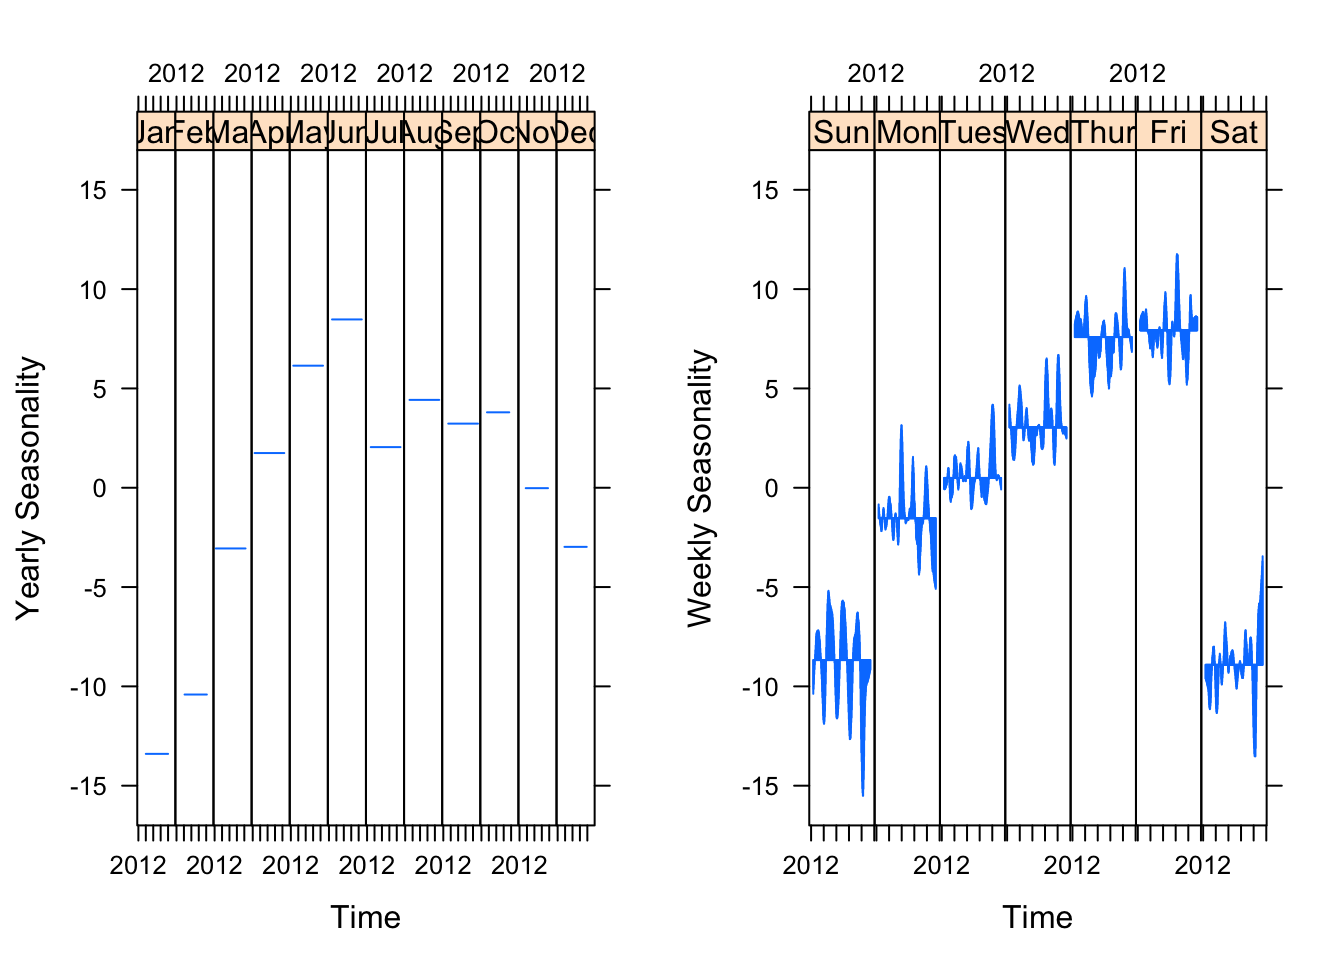 2012 2012 2012 2012 2012 2012
Jan Feb Mar Apr May Jun Jul Aug Sep Oct Nov Dec
15
10
5
0
-5
-10
-15
Yearly Seasonality
2012 2012 2012 2012 2012 2012
Time
2012 2012 2012
Sun Mon Tues Wed Thur Fri Sat
15
10
5
0
-5
-10
-15
Weekly Seasonality
2012 2012 2012 2012
Time